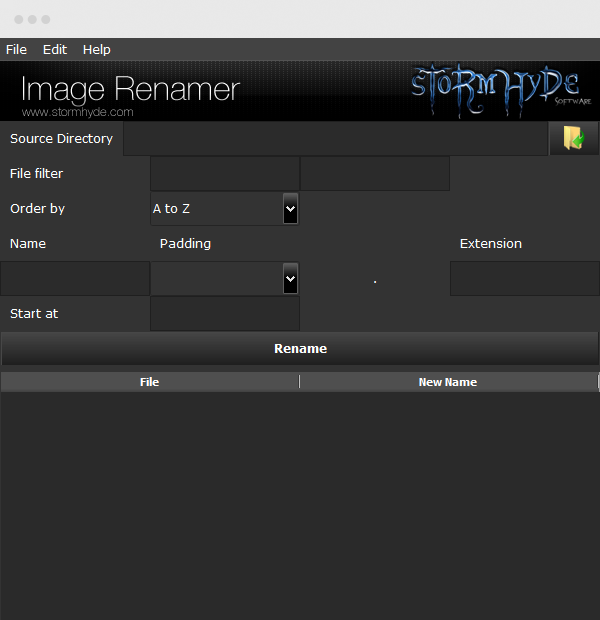 File Edit Help
Image Renamer
www.stormhyde.com
STORMHYDE
SOFTWARE
Source Directory
File filter
Order by A to Z
Name Padding Extension
.
Start at
Rename
File New Name